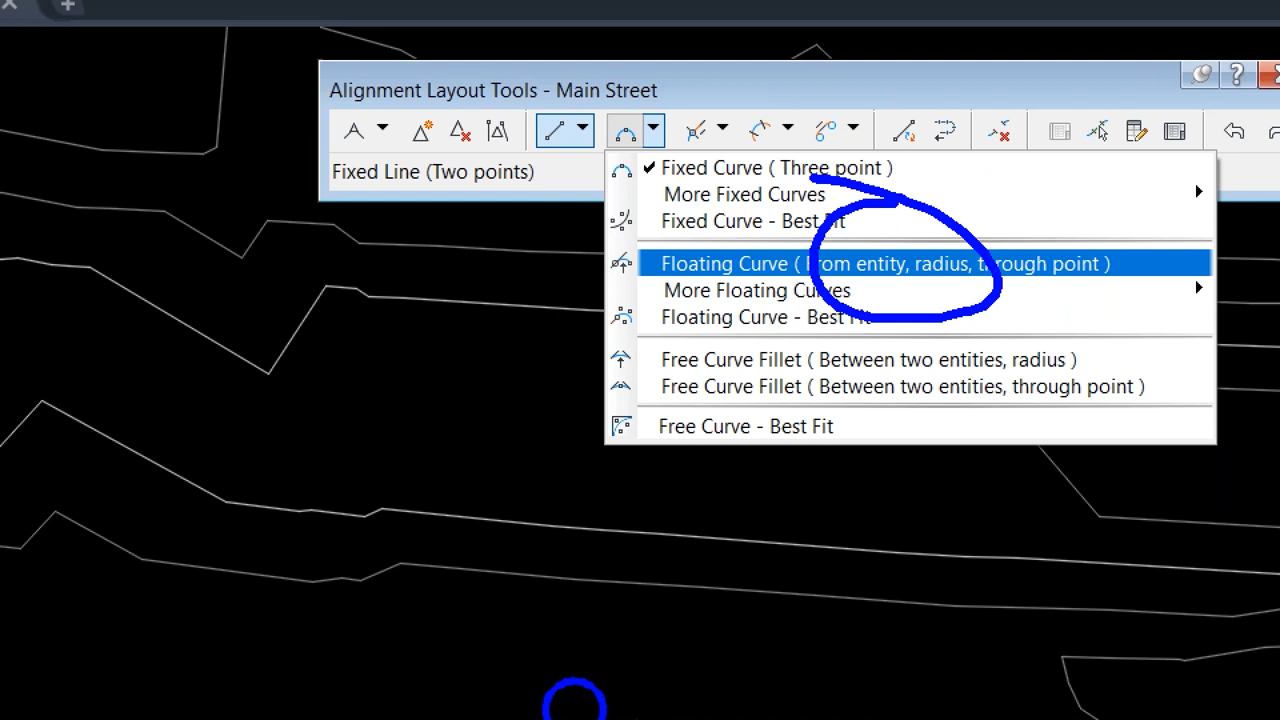 Alignment Layout Tools - Main Street
Fixed Line (Two points)
Fixed Curve ( Three point )
More Fixed Curves
Fixed Curve - Best Fit
Floating Curve ( From entity, radius, through point )
More Floating Curves
Floating Curve - Best Fit
Free Curve Fillet ( Between two entities, radius )
Free Curve Fillet ( Between two entities, through point )
Free Curve - Best Fit